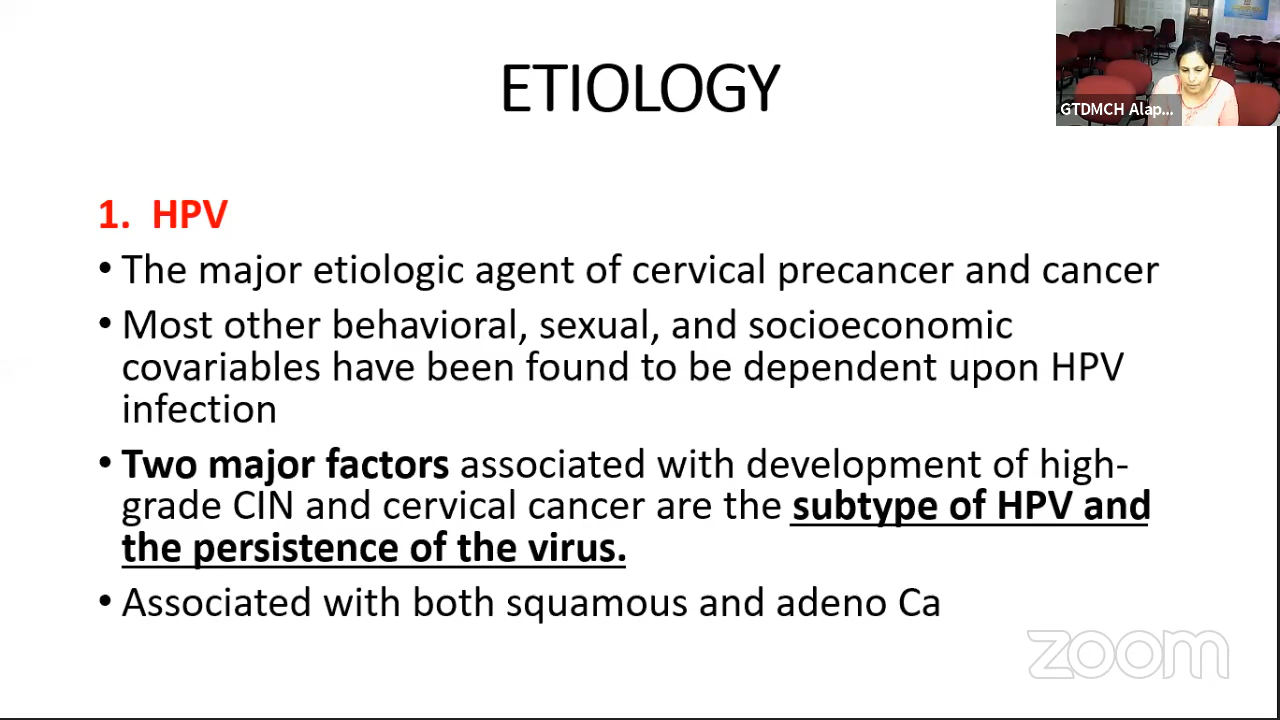 ETIOLOGY
GTDMCH Alap...
1. HPV
• The major etiologic agent of cervical precancer and cancer
• Most other behavioral, sexual, and socioeconomic
covariables have been found to be dependent upon HPV
infection
• Two major factors associated with development of high-
grade CIN and cervical cancer are the subtype of HPV and
the persistence of the virus.
• Associated with both squamous and adeno Ca
zoom